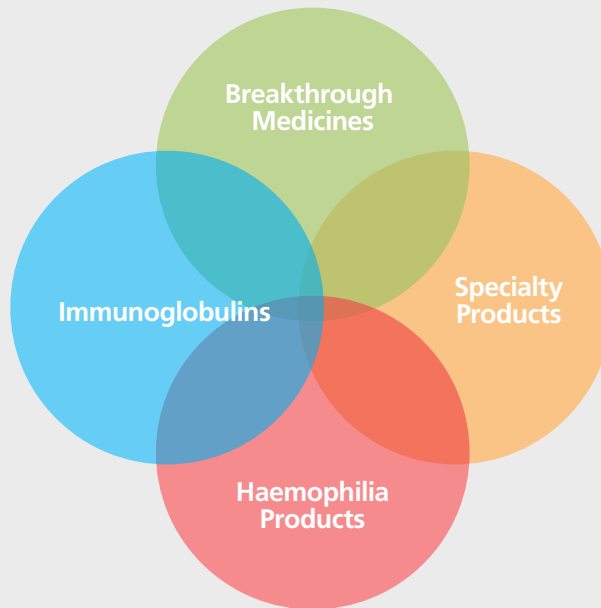 Breakthrough
Medicines
Immunoglobulins
Specialty
Products
Haemophilia
Products